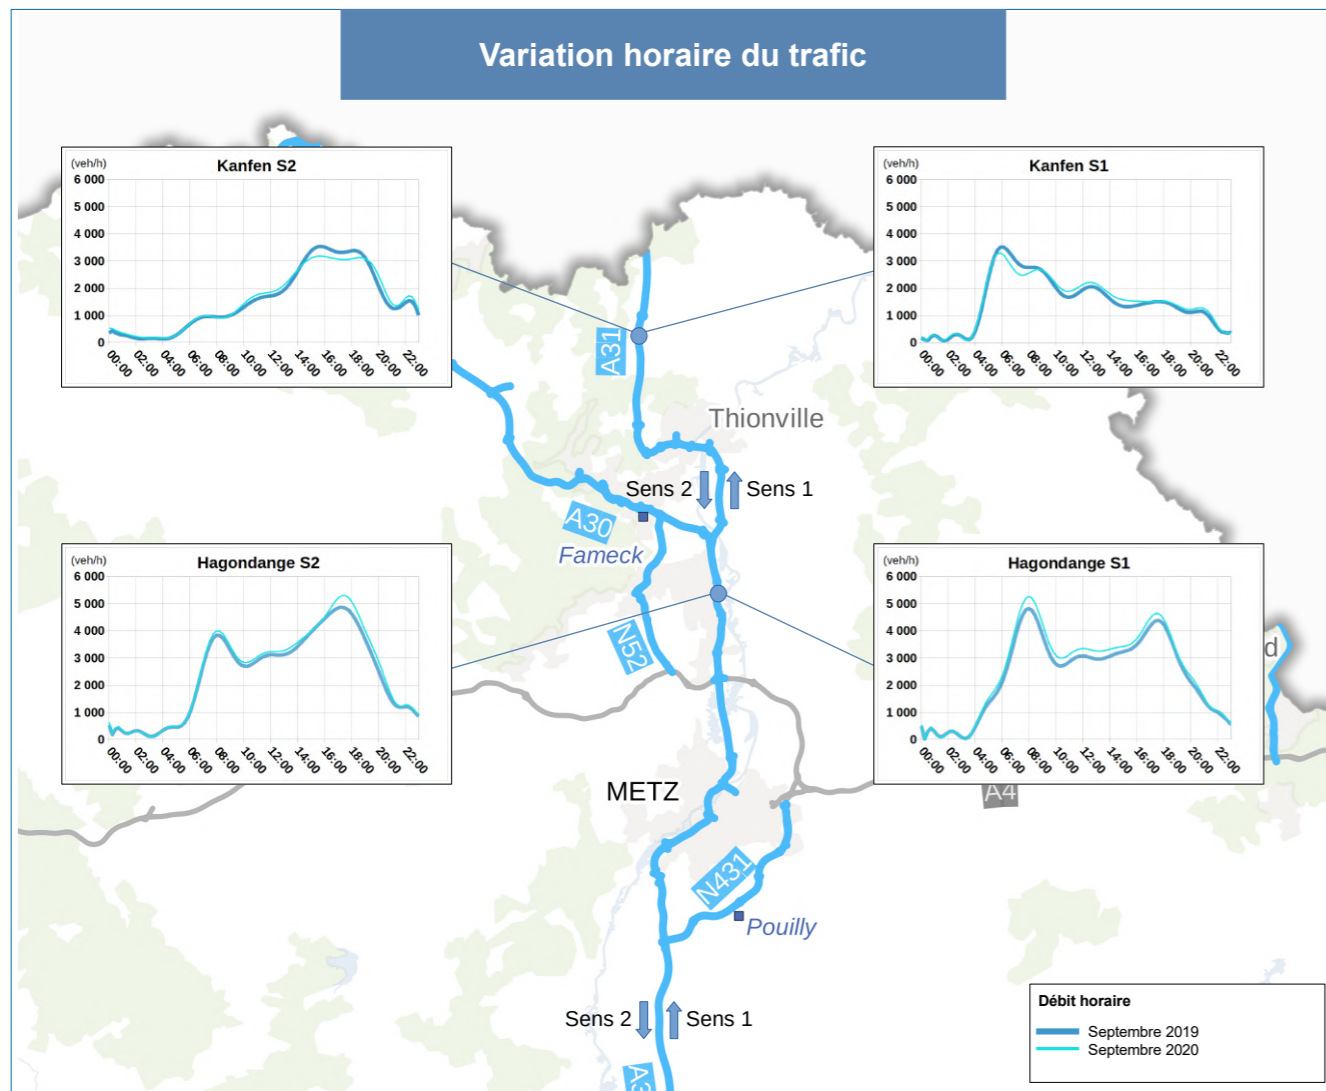 Variation horaire du trafic
(veh/h)
Kanfen S2
6 000
5 000
4 000
3 000
2 000
1 000
0
00:00
02:00
04:00
06:00
08:00
10:00
12:00
14:00
16:00
18:00
20:00
22:00
(veh/h)
Kanfen S1
6 000
5 000
4 000
3 000
2 000
1 000
0
00:00
02:00
04:00
06:00
08:00
10:00
12:00
14:00
16:00
18:00
20:00
22:00
A31
Thionville
Sens 2
Sens 1
A30
Fameck
(veh/h)
Hagondange S2
6 000
5 000
4 000
3 000
2 000
1 000
0
00:00
02:00
04:00
06:00
08:00
10:00
12:00
14:00
16:00
18:00
20:00
22:00
(veh/h)
Hagondange S1
6 000
5 000
4 000
3 000
2 000
1 000
0
00:00
02:00
04:00
06:00
08:00
10:00
12:00
14:00
16:00
18:00
20:00
22:00
N52
d
METZ
A4
N431
Pouilly
Sens 2
Sens 1
Débit horaire
Septembre 2019
Septembre 2020